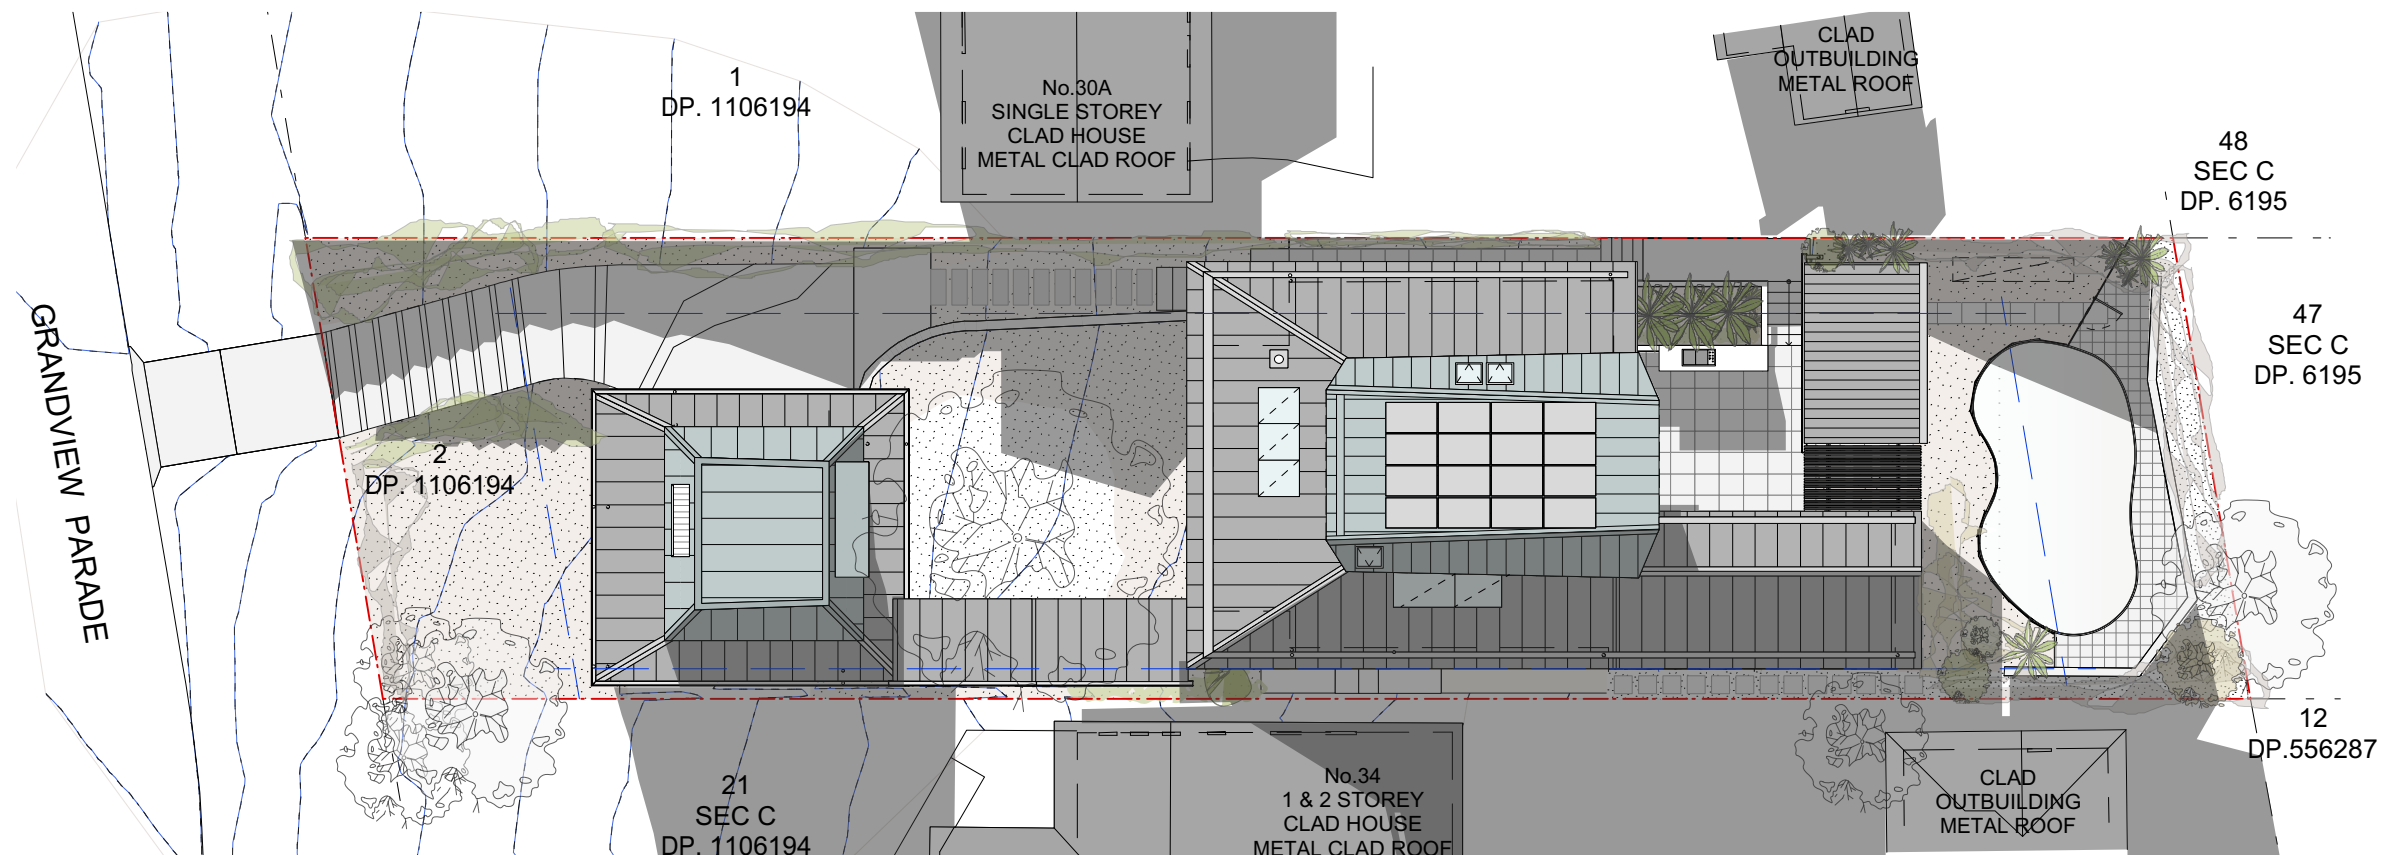 1
DP. 1106194
No.30A
SINGLE STOREY
CLAD HOUSE
METAL CLAD ROOF
CLAD
OUTBUILDING
METAL ROOF
48
SEC C
DP. 6195
47
SEC C
DP. 6195
GRANDVIEW PARADE
2
DP. 1106194
12
DP.556287
21
SEC C
DP. 1106194
No.34
1 & 2 STOREY
CLAD HOUSE
METAL CLAD ROOF
CLAD
OUTBUILDING
METAL ROOF